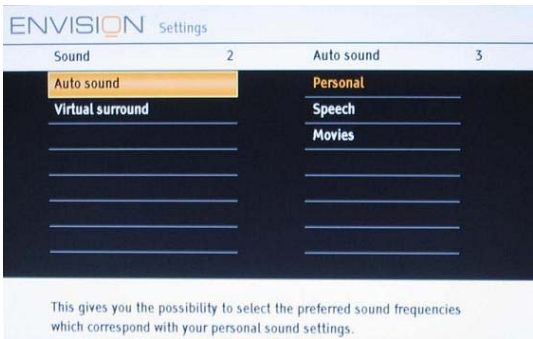 ENVISION Settings
Sound 2 Auto sound 3
Auto sound Personal
Virtual surround Speech
Movies
This gives you the possibility to select the preferred sound frequencies
which correspond with your personal sound settings.